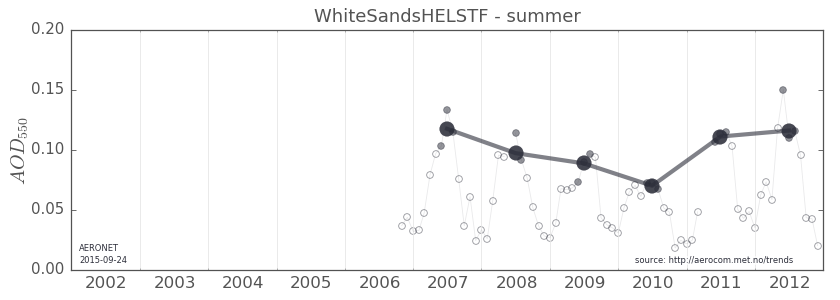 WhiteSandsHELSTF - summer
0.20
0.15
0.10
0.05
0.00
AOD550
AERONET
2015-09-24
source: http://aerocom.met.no/trends
2002 2003 2004 2005 2006 2007 2008 2009 2010 2011 2012